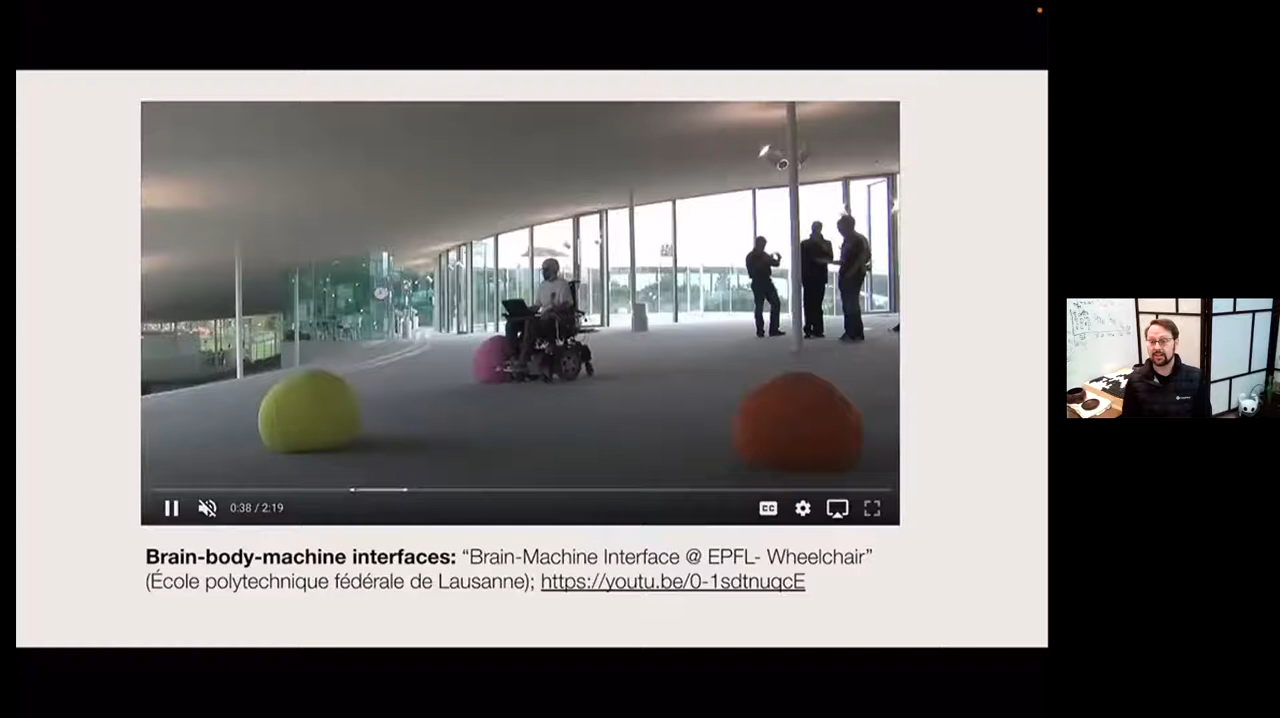 0:38 / 2:19
CC
Brain-body-machine interfaces: “Brain-Machine Interface @ EPFL- Wheelchair”
(École polytechnique fédérale de Lausanne); https://youtu.be/0-1sdtnuqcE